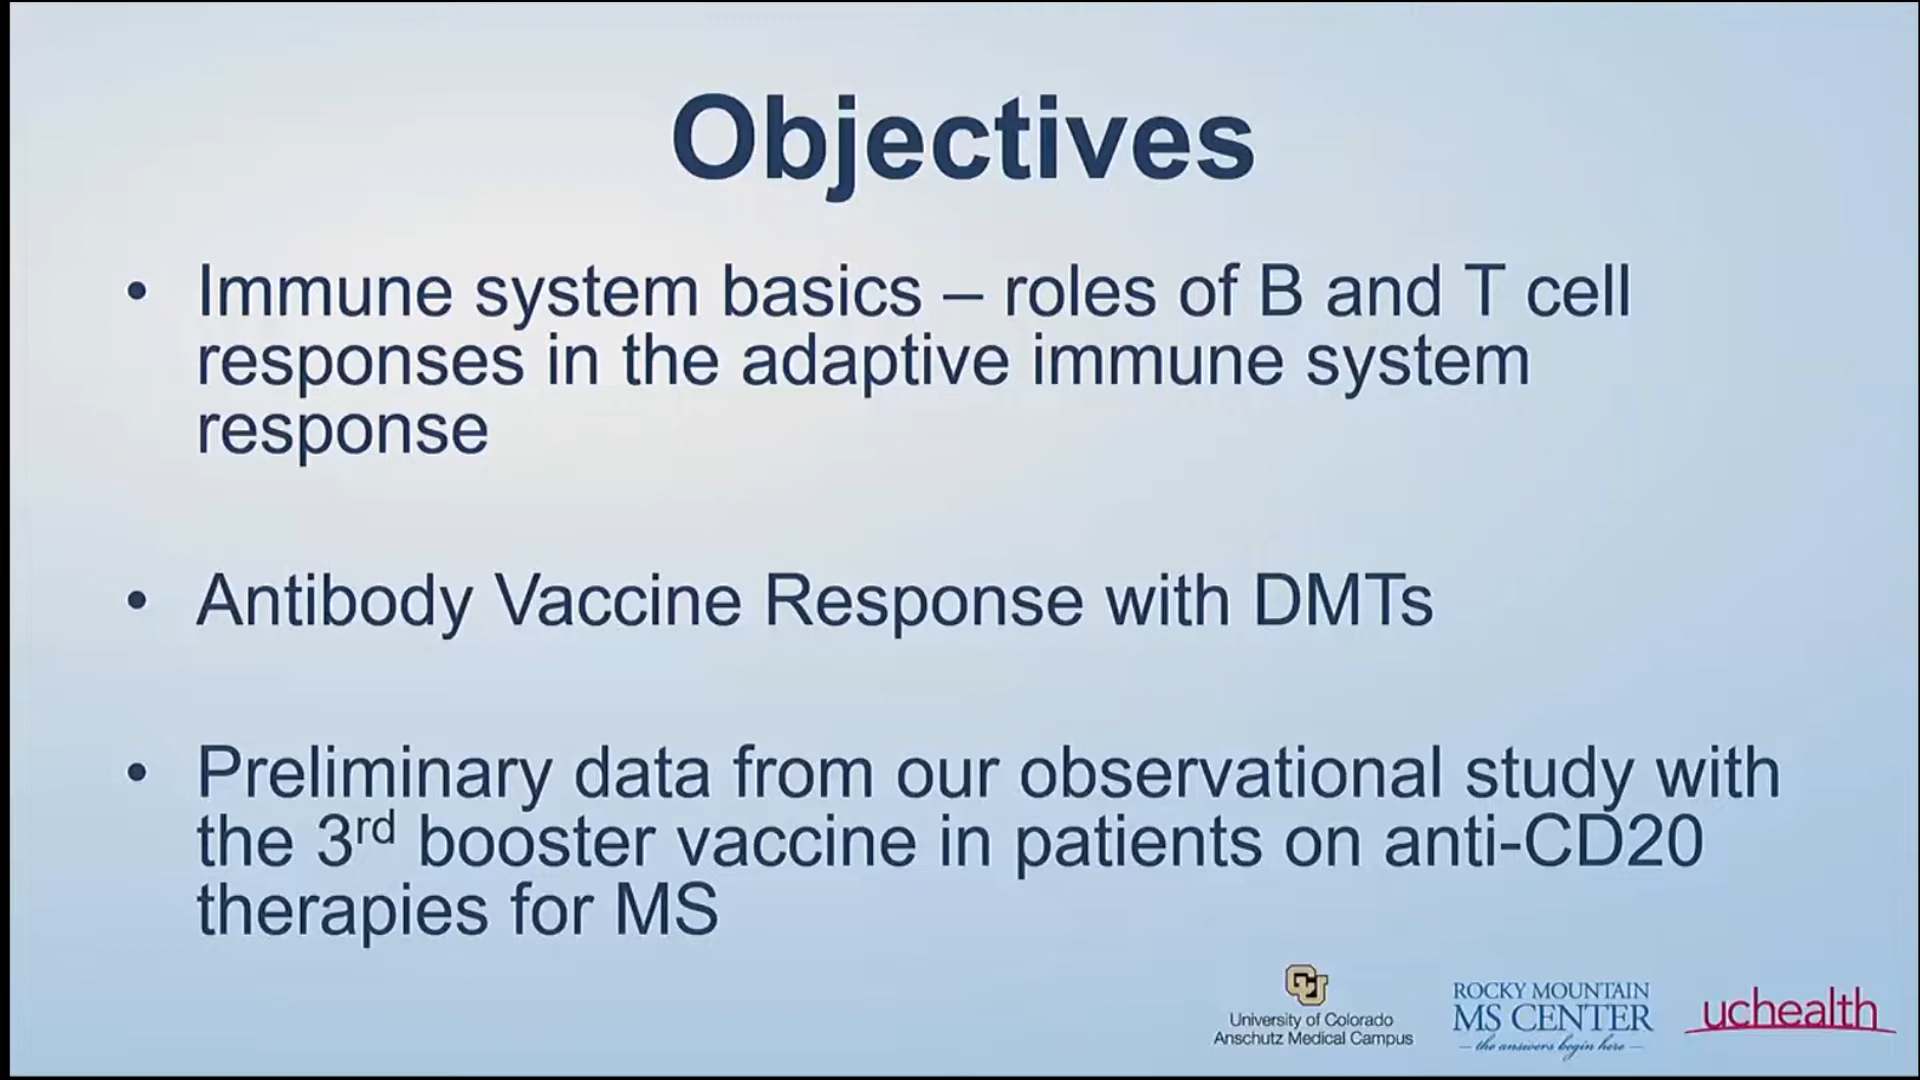 Objectives
• Immune system basics – roles of B and T cell
responses in the adaptive immune system
response
• Antibody Vaccine Response with DMTs
• Preliminary data from our observational study with
the 3rd booster vaccine in patients on anti-CD20
therapies for MS
CU
University of Colorado
Anschutz Medical Campus
ROCKY MOUNTAIN
MS CENTER
– the answers begin here –
uchealth